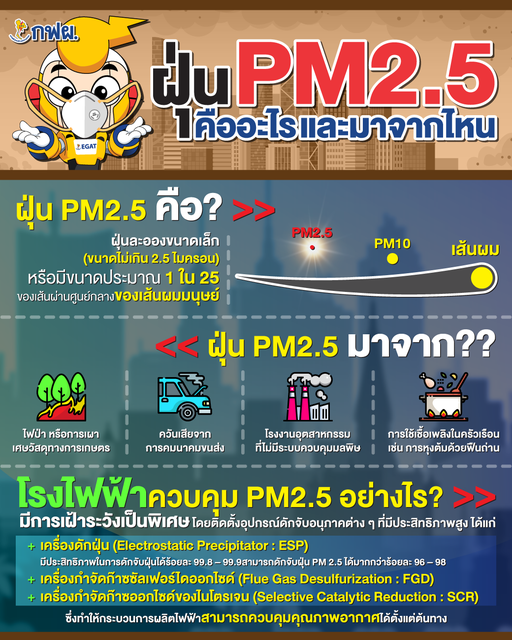 กฟผ.
EGAT
ฝุ่น PM2.5
คืออะไร และมาจากไหน
ฝุ่น PM2.5 คือ? >>
ฝุ่นละอองขนาดเล็ก
(ขนาดไม่เกิน 2.5 ไมครอน)
หรือมีขนาดประมาณ 1 ใน 25
ของเส้นผ่านศูนย์กลางของเส้นผมมนุษย์
PM2.5
PM10
เส้นผม
<< ฝุ่น PM2.5 มาจาก??
ไฟป่า หรือการเผา
เศษวัสดุทางการเกษตร
ควันเสียจาก
การคมนาคมขนส่ง
โรงงานอุตสาหกรรม
ที่ไม่มีระบบควบคุมมลพิษ
การใช้เชื้อเพลิงในครัวเรือน
เช่น การหุงต้มด้วยฟืนถ่าน
โรงไฟฟ้าควบคุม PM2.5 อย่างไร? >>
มีการเฝ้าระวังเป็นพิเศษ โดยติดตั้งอุปกรณ์ดักจับอนุภาคต่าง ๆ ที่มีประสิทธิภาพสูง ได้แก่
+ เครื่องดักฝุ่น (Electrostatic Precipitator : ESP)
มีประสิทธิภาพในการดักจับฝุ่นได้ร้อยละ 99.8 – 99.9สามารถดักจับฝุ่น PM 2.5 ได้มากกว่าร้อยละ 96 – 98
+ เครื่องกำจัดก๊าซซัลเฟอร์ไดออกไซด์ (Flue Gas Desulfurization : FGD)
+ เครื่องกำจัดก๊าซออกไซด์ของไนโตรเจน (Selective Catalytic Reduction : SCR)
ซึ่งทำให้กระบวนการผลิตไฟฟ้าสามารถควบคุมคุณภาพอากาศได้ตั้งแต่ต้นทาง